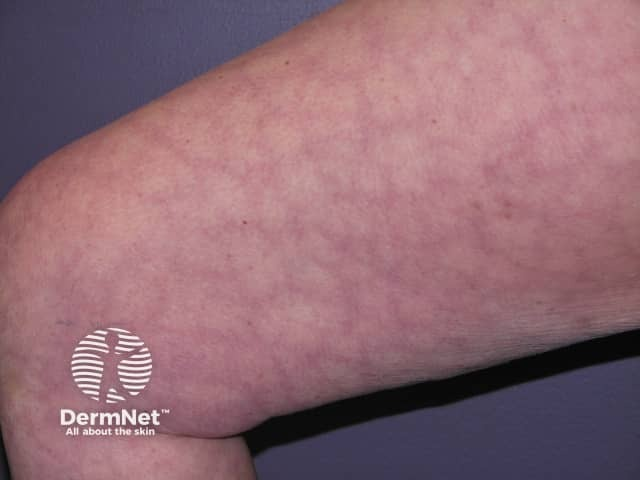 DermNet™
All about the skin